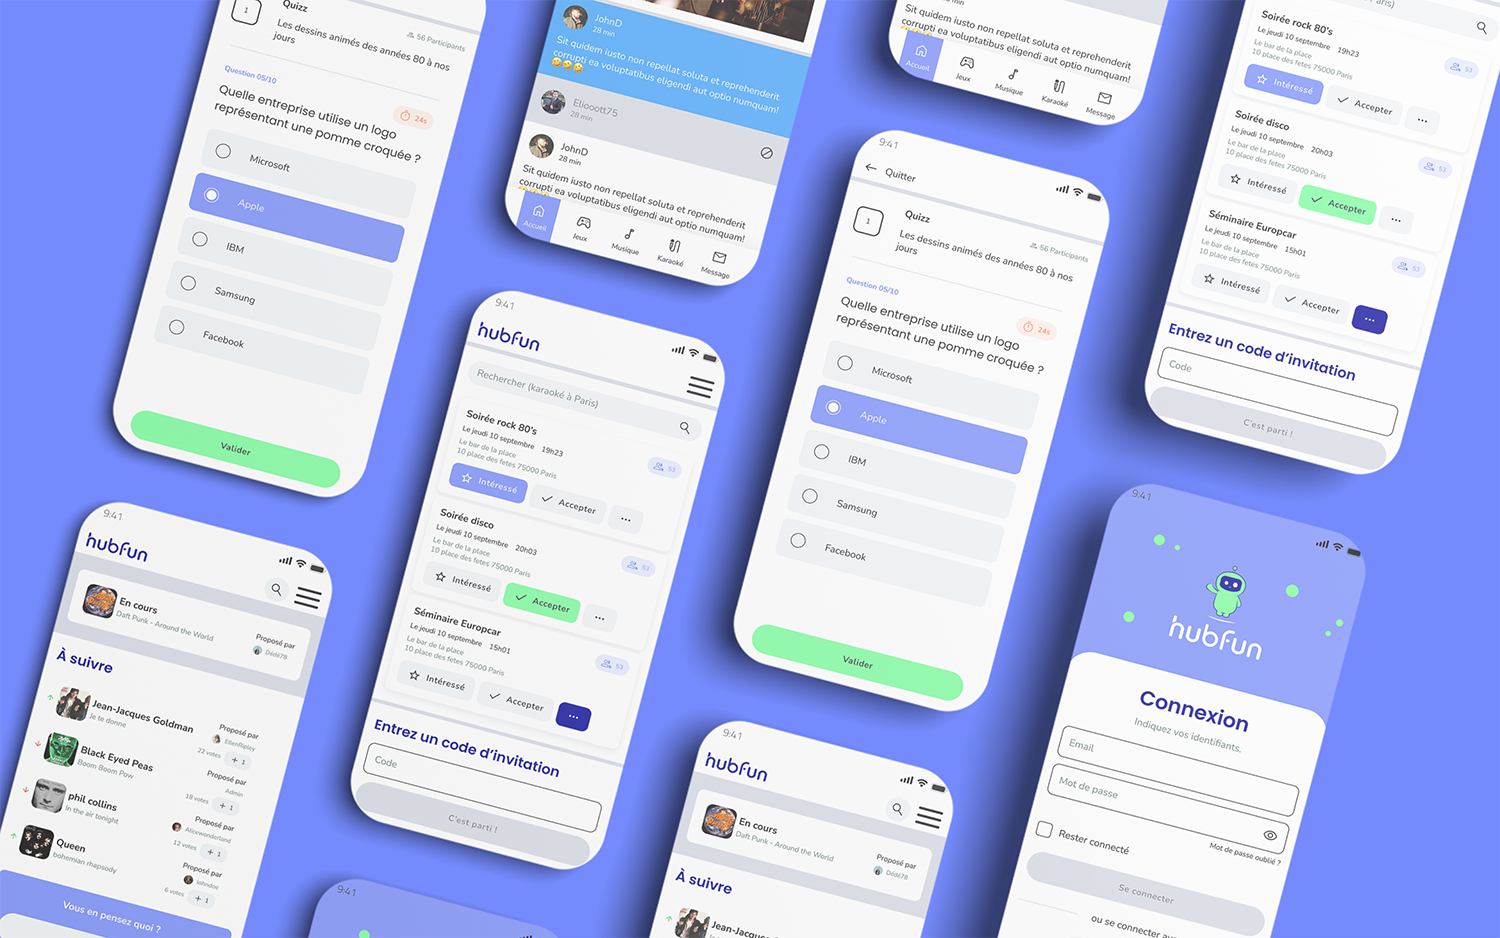 1
Quizz
56 Participants
Les dessins animés des années 80 à nos
jours
Question 05/10
24s
Quelle entreprise utilise un logo
représentant une pomme croquée ?
Microsoft
Apple
IBM
Samsung
Facebook
Valider
JohnD
28 min
Sit quidem iusto non repellat soluta et reprehenderit
corrupti ea voluptatibus eligendi aut optio numquam!
Eliooott75
28 min
JohnD
28 min
Sit quidem iusto non repellat soluta et reprehenderit
corrupti ea voluptatibus eligendi aut optio numquam!
Accueil
Jeux
Musique
Karaoké
Message
Sit quidem iusto non repellat soluta et reprehenderit
corrupti ea voluptatibus eligendi aut optio numquam!
Accueil
Jeux
Musique
Karaoké
Message
Paris)
Soirée rock 80's
Le jeudi 10 septembre 19h23
Le bar de la place
10 place des fetes 75000 Paris
53
Intéressé
Accepter
...
Soirée disco
Le jeudi 10 septembre 20h03
Le bar de la place
10 place des fetes 75000 Paris
53
Intéressé
Accepter
...
Séminaire Europcar
Le jeudi 10 septembre 15h01
Le bar de la place
10 place des fetes 75000 Paris
53
Intéressé
Accepter
...
Entrez un code d'invitation
Code
C'est parti !
9:41
hubfun
Rechercher (karaoké à Paris)
Soirée rock 80's
Le jeudi 10 septembre 19h23
Le bar de la place
10 place des fetes 75000 Paris
53
Intéressé
Accepter
...
Soirée disco
Le jeudi 10 septembre 20h03
Le bar de la place
10 place des fetes 75000 Paris
53
Intéressé
Accepter
...
Séminaire Europcar
Le jeudi 10 septembre 15h01
Le bar de la place
10 place des fetes 75000 Paris
53
Intéressé
Accepter
...
Entrez un code d'invitation
Code
C'est parti !
9:41
Quitter
1
Quizz
56 Participants
Les dessins animés des années 80 à nos
jours
Question 05/10
24s
Quelle entreprise utilise un logo
représentant une pomme croquée ?
Microsoft
Apple
IBM
Samsung
Facebook
Valider
9:41
hubfun
En cours
Daft Punk - Around the World
Proposé par
Dédé78
À suivre
Jean-Jacques Goldman
Je te donne
Proposé par
EllenRipley
22 votes + 1
Black Eyed Peas
Boom Boom Pow
Proposé par
Admin
18 votes + 1
phil collins
In the air tonight
Proposé par
Alicewonderland
12 votes + 1
Queen
bohemian rhapsody
Proposé par
Johndoe
6 votes + 1
Vous en pensez quoi ?
9:41
9:41
hubfun
En cours
Daft Punk - Around the World
Proposé par
Dédé78
À suivre
Jean-Jacques Goldman
Proposé par
9:41
hubfun
Connexion
Indiquez vos identifiants.
Email
Mot de passe
Rester connecté
Mot de passe oublié ?
Se connecter
ou se connecter